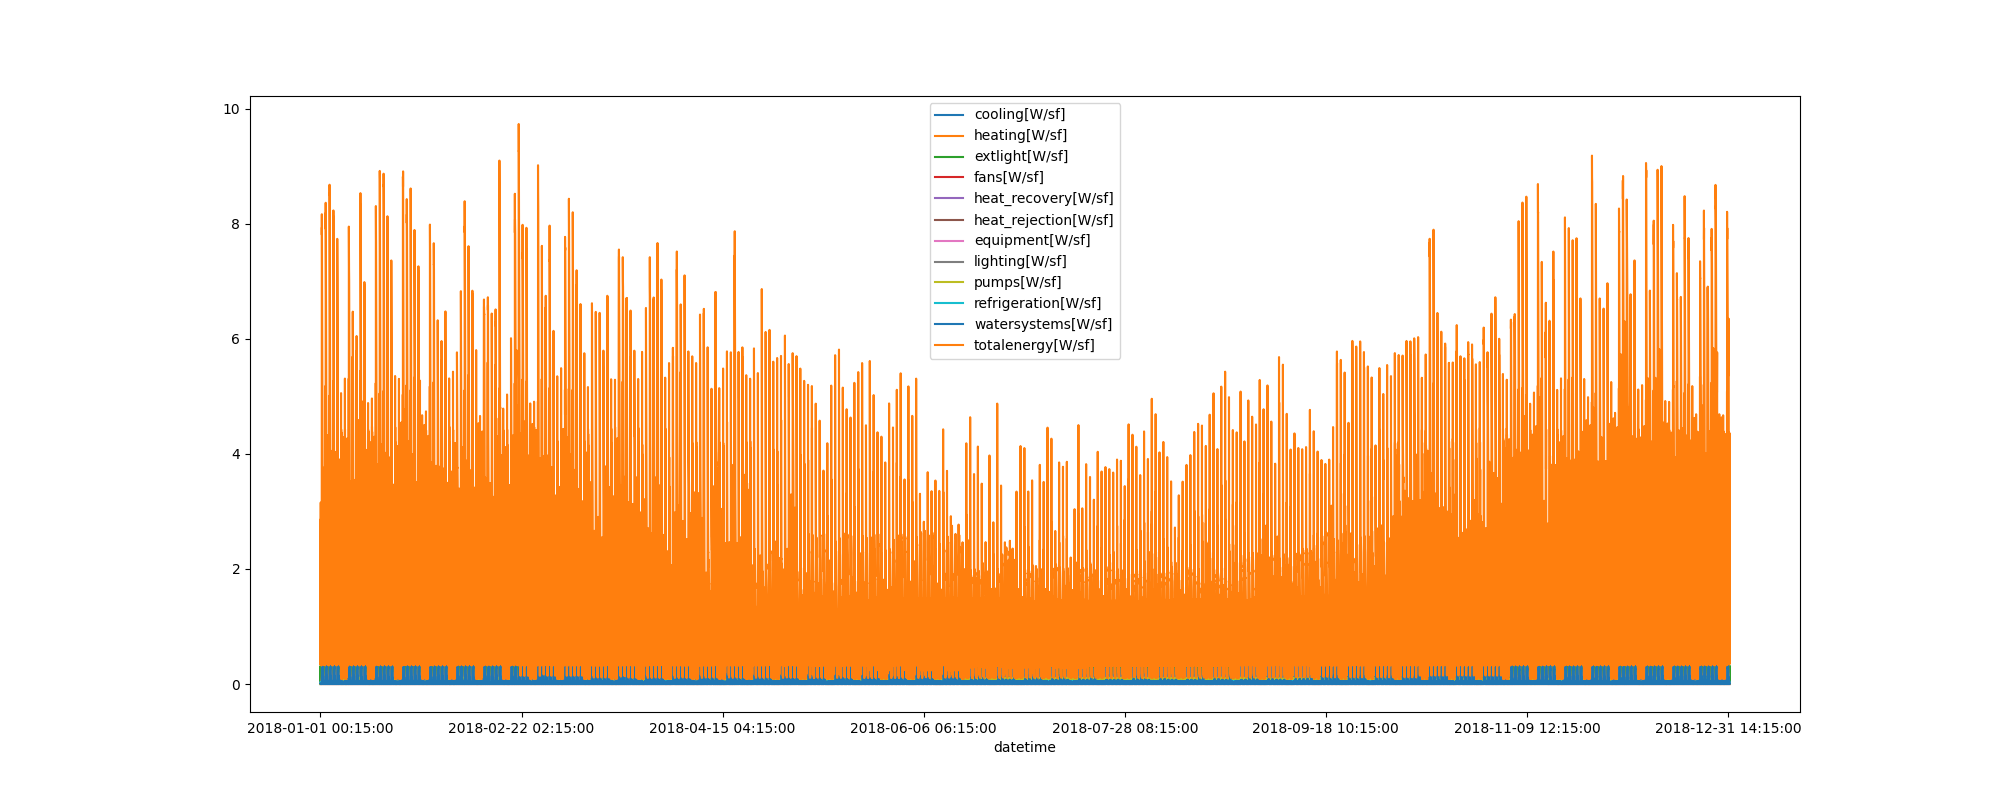 10
8
6
4
2
0
cooling[W/sf]
heating[W/sf]
extlight[W/sf]
fans[W/sf]
heat_recovery[W/sf]
heat_rejection[W/sf]
equipment[W/sf]
lighting[W/sf]
pumps[W/sf]
refrigeration[W/sf]
watersystems[W/sf]
totalenergy[W/sf]
2018-01-01 00:15:00 2018-02-22 02:15:00 2018-04-15 04:15:00 2018-06-06 06:15:00 2018-07-28 08:15:00 2018-09-18 10:15:00 2018-11-09 12:15:00 2018-12-31 14:15:00
datetime